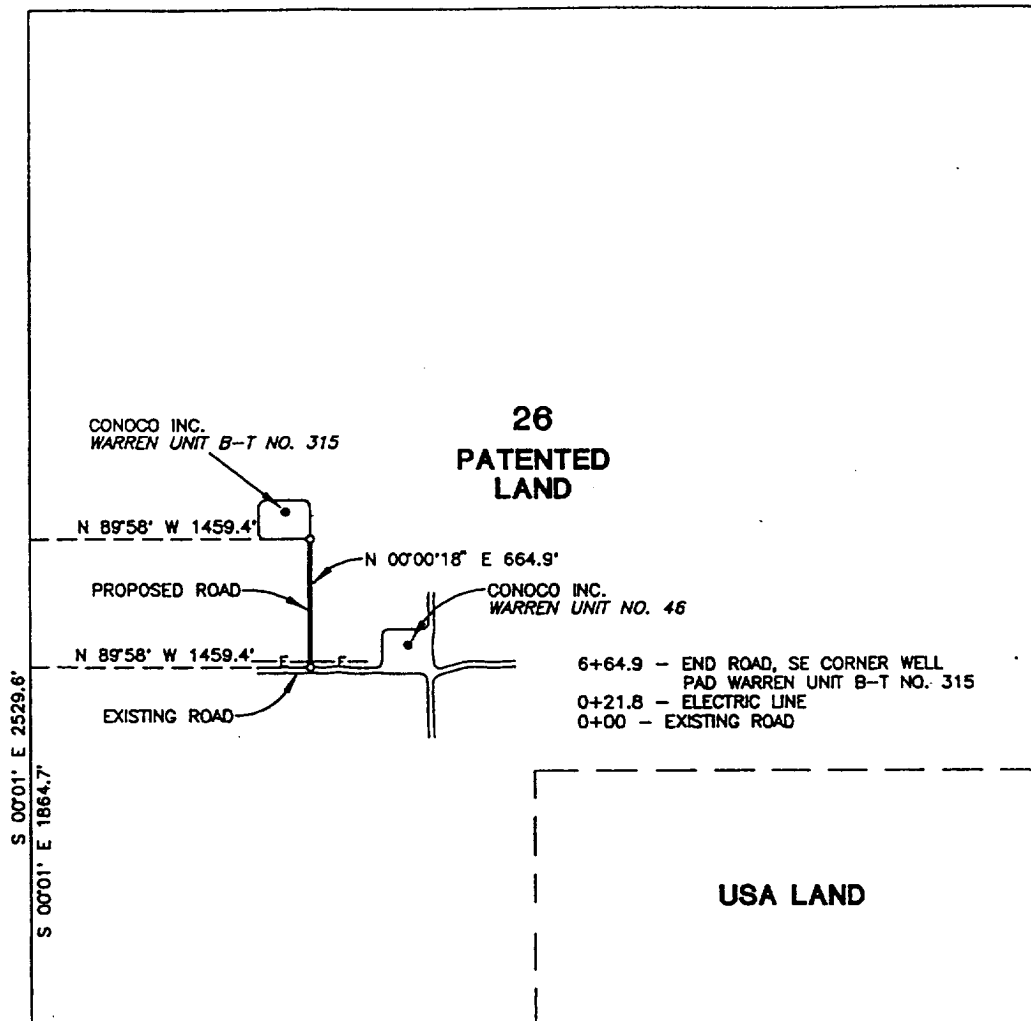 26
PATENTED
LAND
CONOCO INC.
WARREN UNIT B-T NO. 315
N 89°58' W 1459.4'
N 00°00'18" E 664.9'
PROPOSED ROAD
CONOCO INC.
WARREN UNIT NO. 46
N 89°58' W 1459.4'
E E
EXISTING ROAD
6+64.9 - END ROAD, SE CORNER WELL
PAD WARREN UNIT B-T NO. 315
0+21.8 - ELECTRIC LINE
0+00 - EXISTING ROAD
S 00°01' E 2529.6'
S 00°01' E 1864.7'
USA LAND